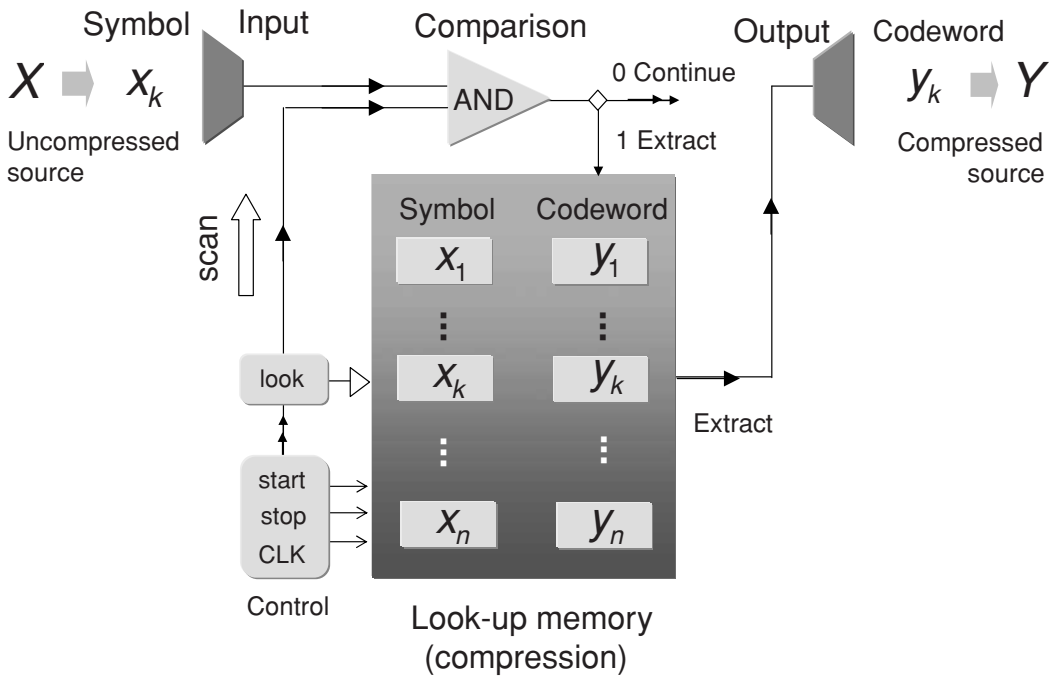 Symbol
Input
Comparison
Output
Codeword
X
x_k
AND
0 Continue
1 Extract
y_k
Y
Uncompressed
source
Compressed
source
scan
Symbol
Codeword
x_1
y_1
look
x_k
y_k
Extract
start
stop
CLK
x_n
y_n
Control
Look-up memory
(compression)